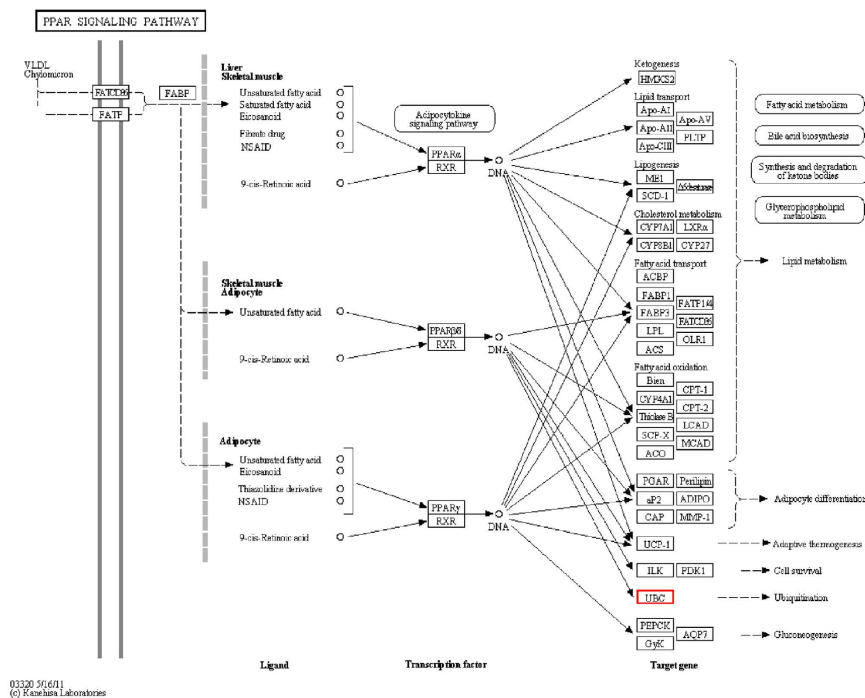 PPAR SIGNALING PATHWAY
VLDL
Chylomicron
FATCD36
FATP
FABP
Liver
Skeletal muscle
Unsaturated fatty acid
Saturated fatty acid
Eicosanoid
Fibrate drug
NSAID
9-cis-Retinoic acid
Adipocytokine
signaling pathway
PPARα
RXR
DNA
Skeletal muscle
Adipocyte
Unsaturated fatty acid
9-cis-Retinoic acid
PPARβδ
RXR
DNA
Adipocyte
Unsaturated fatty acid
Eicosanoid
Thiazolidine derivative
NSAID
9-cis-Retinoic acid
PPARγ
RXR
DNA
Ketogenesis
HMGCS2
Lipid transport
Apo-AI
Apo-AII
Apo-CIII
Apo-AV
PLTP
Lipogenesis
ME1
SCD-1
Cholesterol metabolism
CYP7A1 LXRα
CYP8B1 CYP27
Fatty acid transport
ACBP
FABP1
FABP3
LPL
ACS
FATP1/4
FATCD36
OLR1
Fatty acid oxidation
Bien
CYP4A1
Thiolase B
SCP-X
ACO
CPT-1
CPT-2
LCAD
MCAD
PGAR Perilipin
aP2 ADIPO
CAP MMP-1
UCP-1
ILK PDK1
UBC
PEPCK
GyK
AQP7
Fatty acid metabolism
Bile acid biosynthesis
Synthesis and degradation
of ketone bodies
Glycerophospholipid
metabolism
Lipid metabolism
Adipocyte differentiation
Adaptive thermogenesis
Cell survival
Ubiquitination
Gluconeogenesis
Ligand
Transcription factor
Target gene
03320 5/16/11
(c) Kanehisa Laboratories